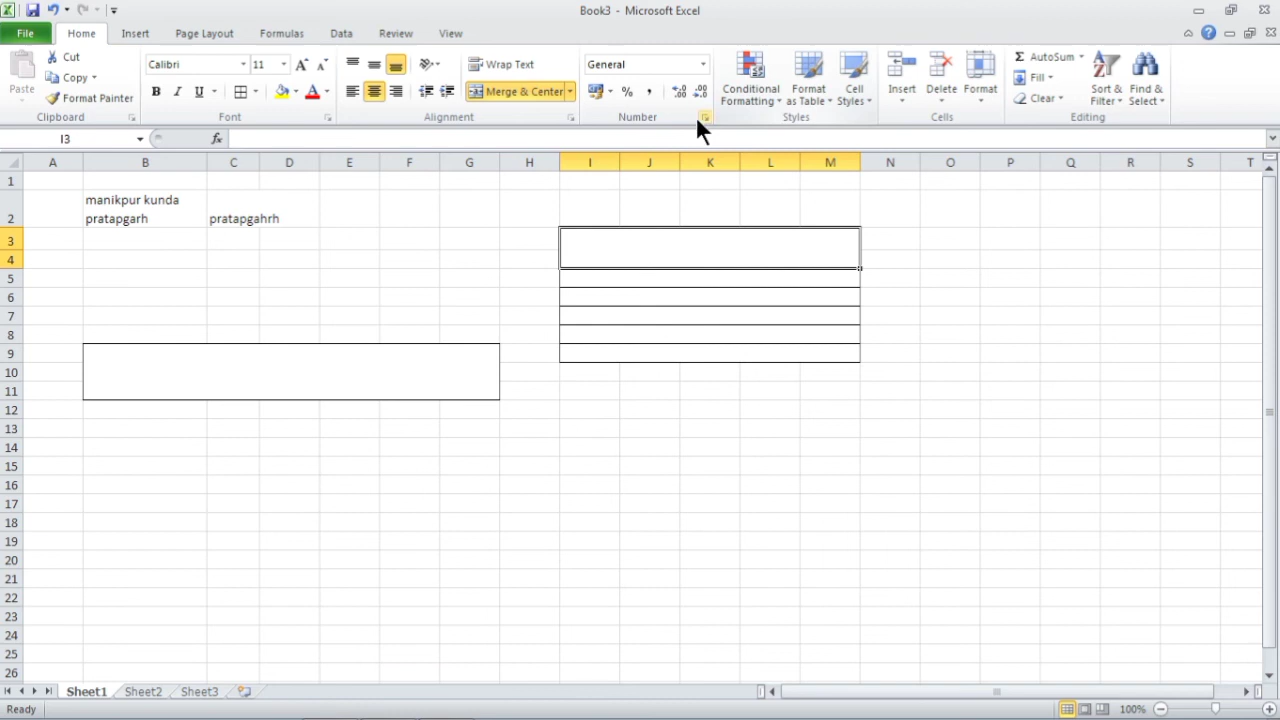 Book3 - Microsoft Excel
File Home Insert Page Layout Formulas Data Review View
Paste Cut Copy Format Painter
Calibri 11
B I U A A A
Wrap Text
Merge & Center
General
% ,
Conditional Formatting
Format as Table
Cell Styles
Insert Delete Format
Σ AutoSum
Fill
Clear
Sort & Filter
Find & Select
Clipboard Font Alignment Number Styles Cells Editing
I3 fx
A B C D E F G H I J K L M N O P Q R S T
1
manikpur kunda
2 pratapgarh pratapgahrh
3
4
5
6
7
8
9
10
11
12
13
14
15
16
17
18
19
20
21
22
23
24
25
26
Sheet1 Sheet2 Sheet3
Ready 100%